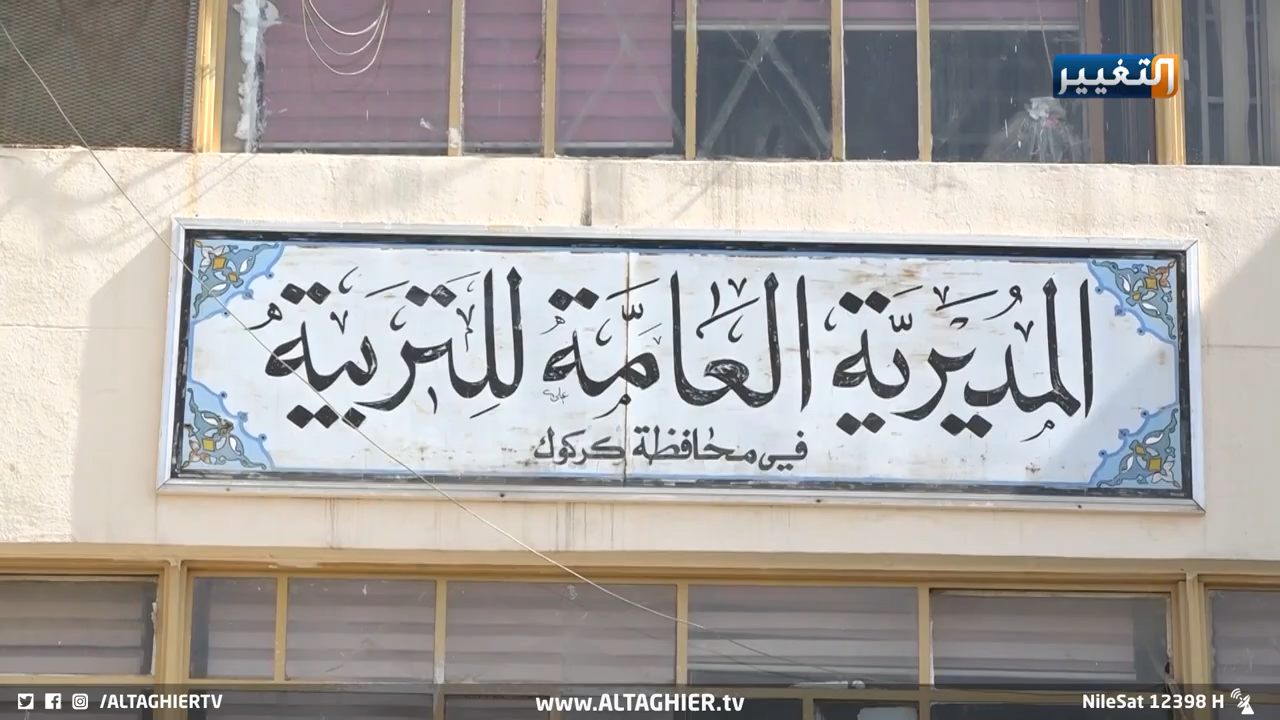 التغيير
المديرية العامة للتربية
في محافظة كركوك
/ALTAGHIERTV
www.ALTAGHIER.tv
NileSat 12398 H